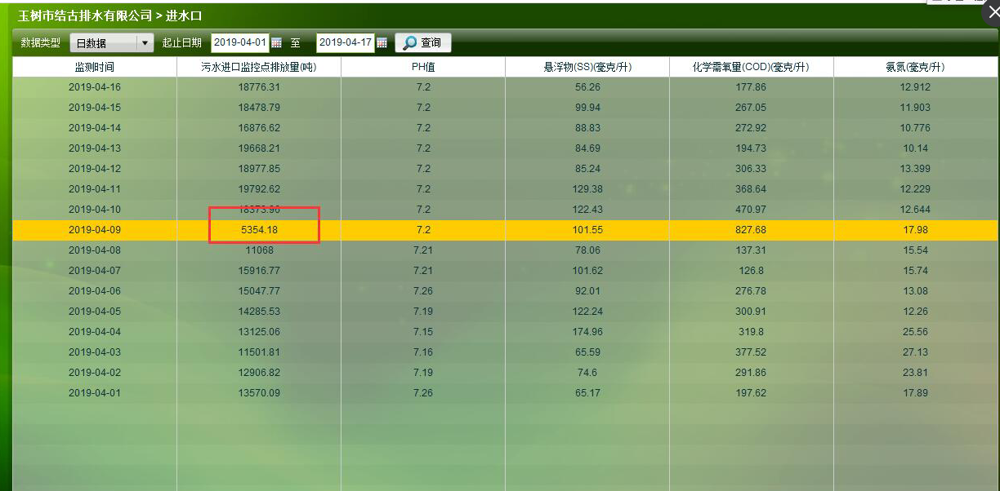 玉树市结古排水有限公司 > 进水口
数据类型 日数据 起止日期 2019-04-01 至 2019-04-17 查询
监测时间 污水进口监控点排放量(吨) PH值 悬浮物(SS)(毫克/升) 化学需氧量(COD)(毫克/升) 氨氮(毫克/升)
2019-04-16 18776.31 7.2 56.26 177.86 12.912
2019-04-15 18478.79 7.2 99.94 267.05 11.903
2019-04-14 16876.62 7.2 88.83 272.92 10.776
2019-04-13 19668.21 7.2 84.69 194.73 10.14
2019-04-12 18977.85 7.2 85.24 306.33 13.399
2019-04-11 19792.62 7.2 129.38 368.64 12.229
2019-04-10 18373.96 7.2 122.43 470.97 12.644
2019-04-09 5354.18 7.2 101.55 827.68 17.98
2019-04-08 11068 7.21 78.06 137.31 15.54
2019-04-07 15916.77 7.21 101.62 126.8 15.74
2019-04-06 15047.77 7.26 92.01 276.78 13.08
2019-04-05 14285.53 7.19 122.24 300.91 12.26
2019-04-04 13125.06 7.15 174.96 319.8 25.56
2019-04-03 11501.81 7.16 65.59 377.52 27.13
2019-04-02 12906.82 7.19 74.6 291.86 23.81
2019-04-01 13570.09 7.26 65.17 197.62 17.89